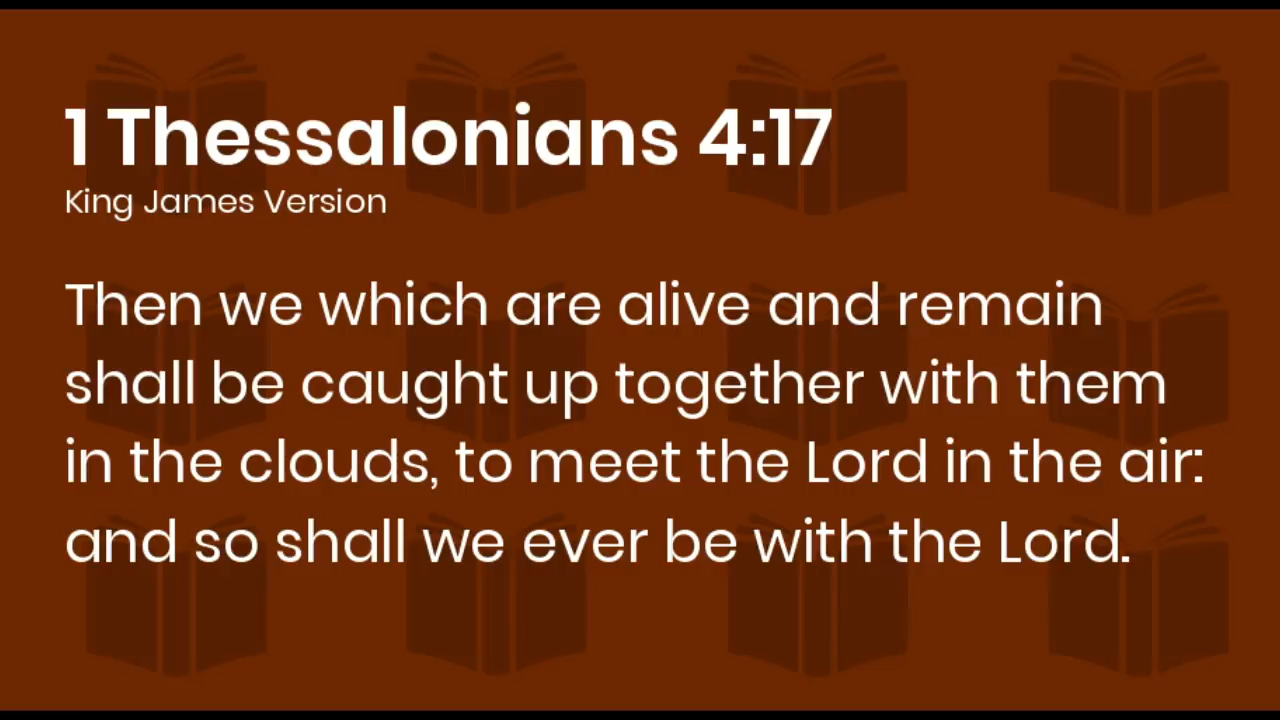 1 Thessalonians 4:17
King James Version
Then we which are alive and remain
shall be caught up together with them
in the clouds, to meet the Lord in the air:
and so shall we ever be with the Lord.